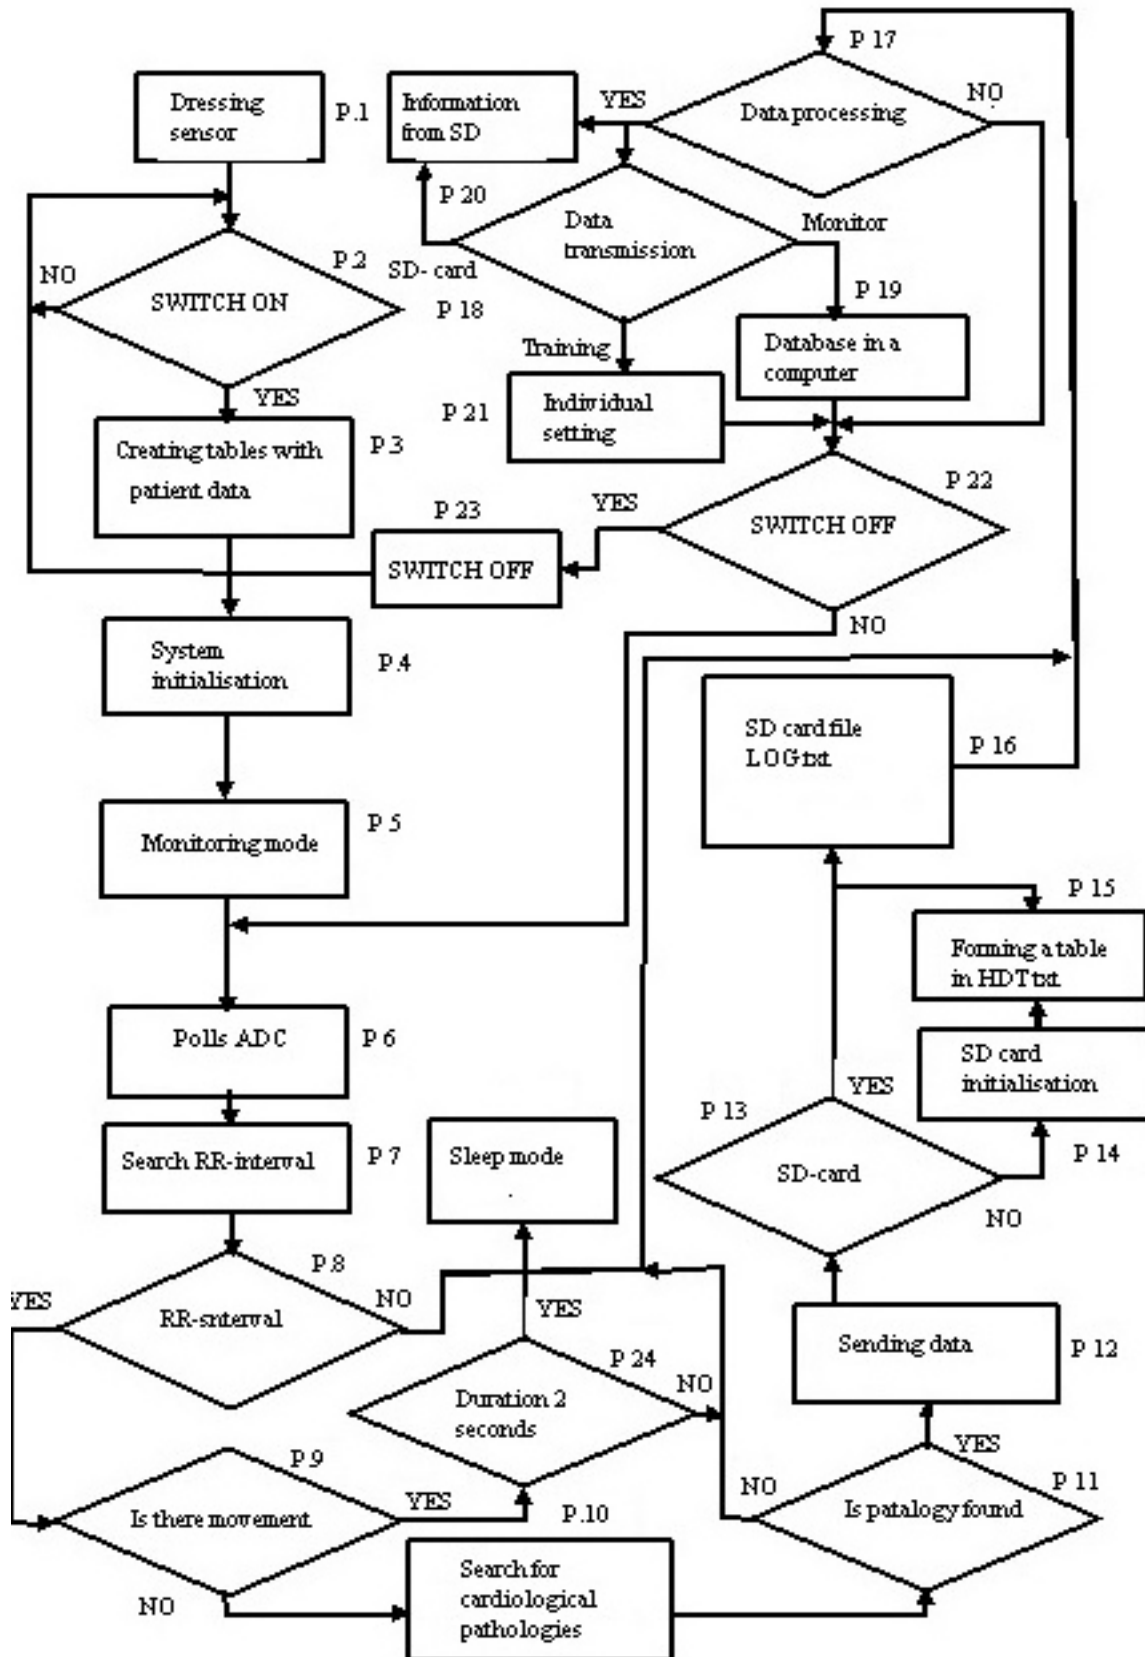 P 17
Dressing
sensor
P.1
Information
from SD
YES
Data processing
NO
P 20
Data
transmission
Monitor
NO
P.2
SD- card
SWITCH ON
P 18
P 19
Training
Database in a
computer
YES
P 21
Individual
setting
Creating tables with
patient data
P.3
P 22
P 23
YES
SWITCH OFF
SWITCH OFF
NO
System
initialisation
P.4
SD card file
LOGtxt
P 16
Monitoring mode
P 5
P 15
Forming a table
in HDTtxt
Polls ADC
P 6
SD card
initialisation
YES
P 13
Search RR-interval
P 7
Sleep mode
SD-card
P 14
NO
P.8
YES
RR-snterval
NO
YES
Sending data
P 12
P 24
Duration 2
seconds
NO
YES
P.9
Is there movement
YES
P.10
NO
Is patalogy found
P 11
Search for
cardiological
pathologies
NO